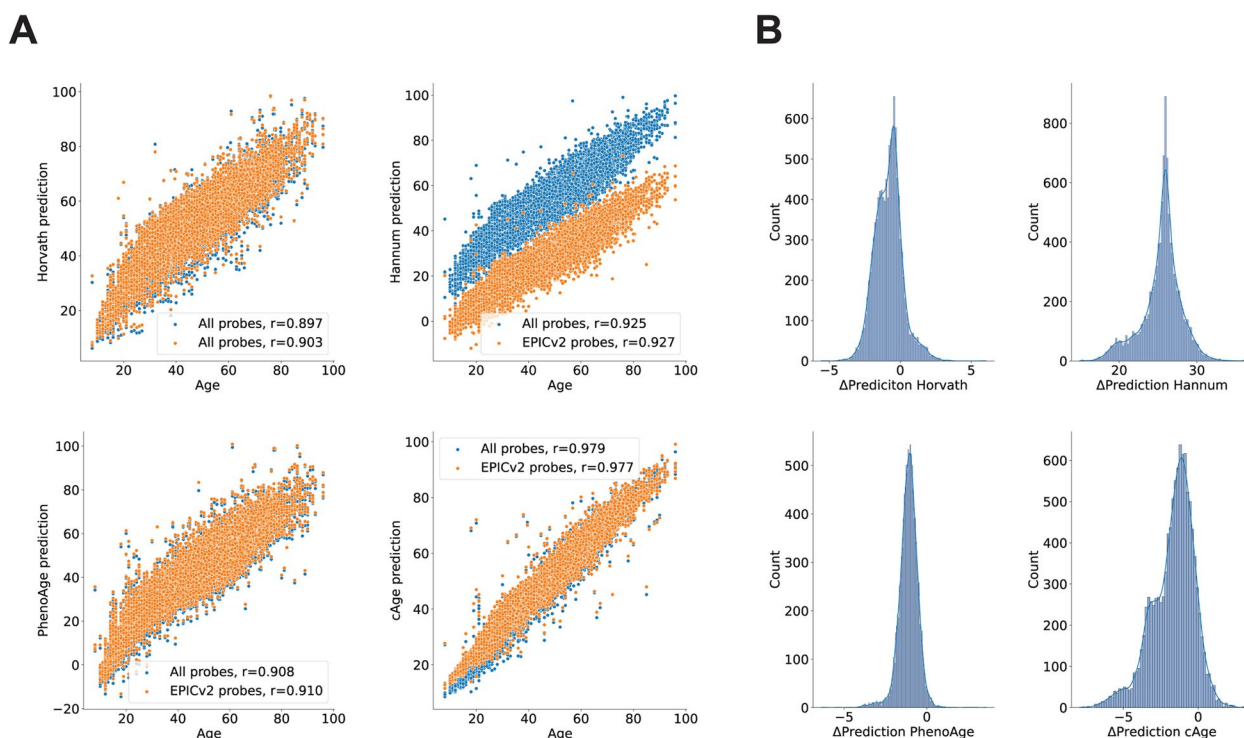 A
B
100
80
60
40
20
Horvath prediction
All probes, r=0.897
All probes, r=0.903
20 40 60 80 100
Age
100
80
60
40
20
0
Hannum prediction
All probes, r=0.925
EPICv2 probes, r=0.927
20 40 60 80 100
Age
600
500
400
300
200
100
0
Count
−5 0 5
ΔPrediciton Horvath
800
600
400
200
0
Count
20 30
ΔPrediction Hannum
100
80
60
40
20
0
−20
PhenoAge prediction
All probes, r=0.908
EPICv2 probes, r=0.910
20 40 60 80 100
Age
100
80
60
40
20
cAge prediction
All probes, r=0.979
EPICv2 probes, r=0.977
20 40 60 80 100
Age
500
400
300
200
100
0
Count
−5 0
ΔPrediction PhenoAge
600
500
400
300
200
100
0
Count
−5 0
ΔPrediction cAge